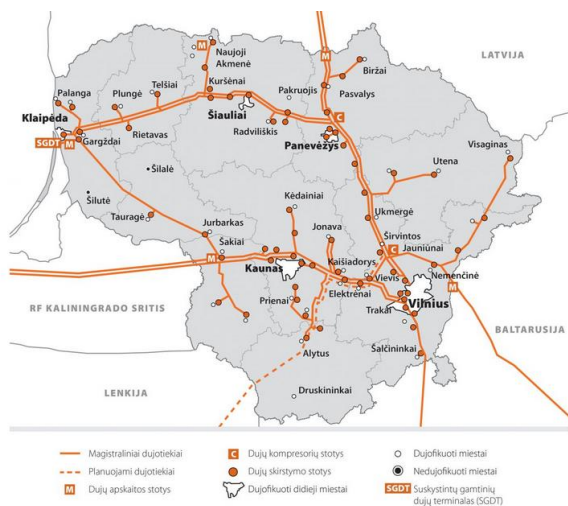 LATVIJA
M
Naujoji
Akmenė
M
Biržai
Palanga
Plungė
Telšiai
Kuršėnai
Pakruojis
Pasvalys
Klaipėda
Šiauliai
C
Visaginas
SGDT
M
Gargždai
Rietavas
Radviliškis
Panevėžys
Utena
Šilalė
Kėdainiai
Šilutė
Tauragė
Jurbarkas
Jonava
Ukmergė
Širvintos
Šakiai
C
Jauniūnai
M
Kaunas
Kaišiadorys
Vievis
Nemenčinė
M
Elektrėnai
Prienai
Vilnius
RF KALININGRADO SRITIS
Trakai
BALTARUSIJA
Alytus
Šalčininkai
LENKIJA
Druskininkai
Magistraliniai dujotiekiai
C Dujų kompresorių stotys
Dujofikuoti miestai
Planuojami dujotiekiai
Dujų skirstymo stotys
Nedujofikuoti miestai
M Dujų apskaitos stotys
Dujofikuoti didieji miestai
SGDT Suskystintų gamtinių
dujų terminalas (SGDT)